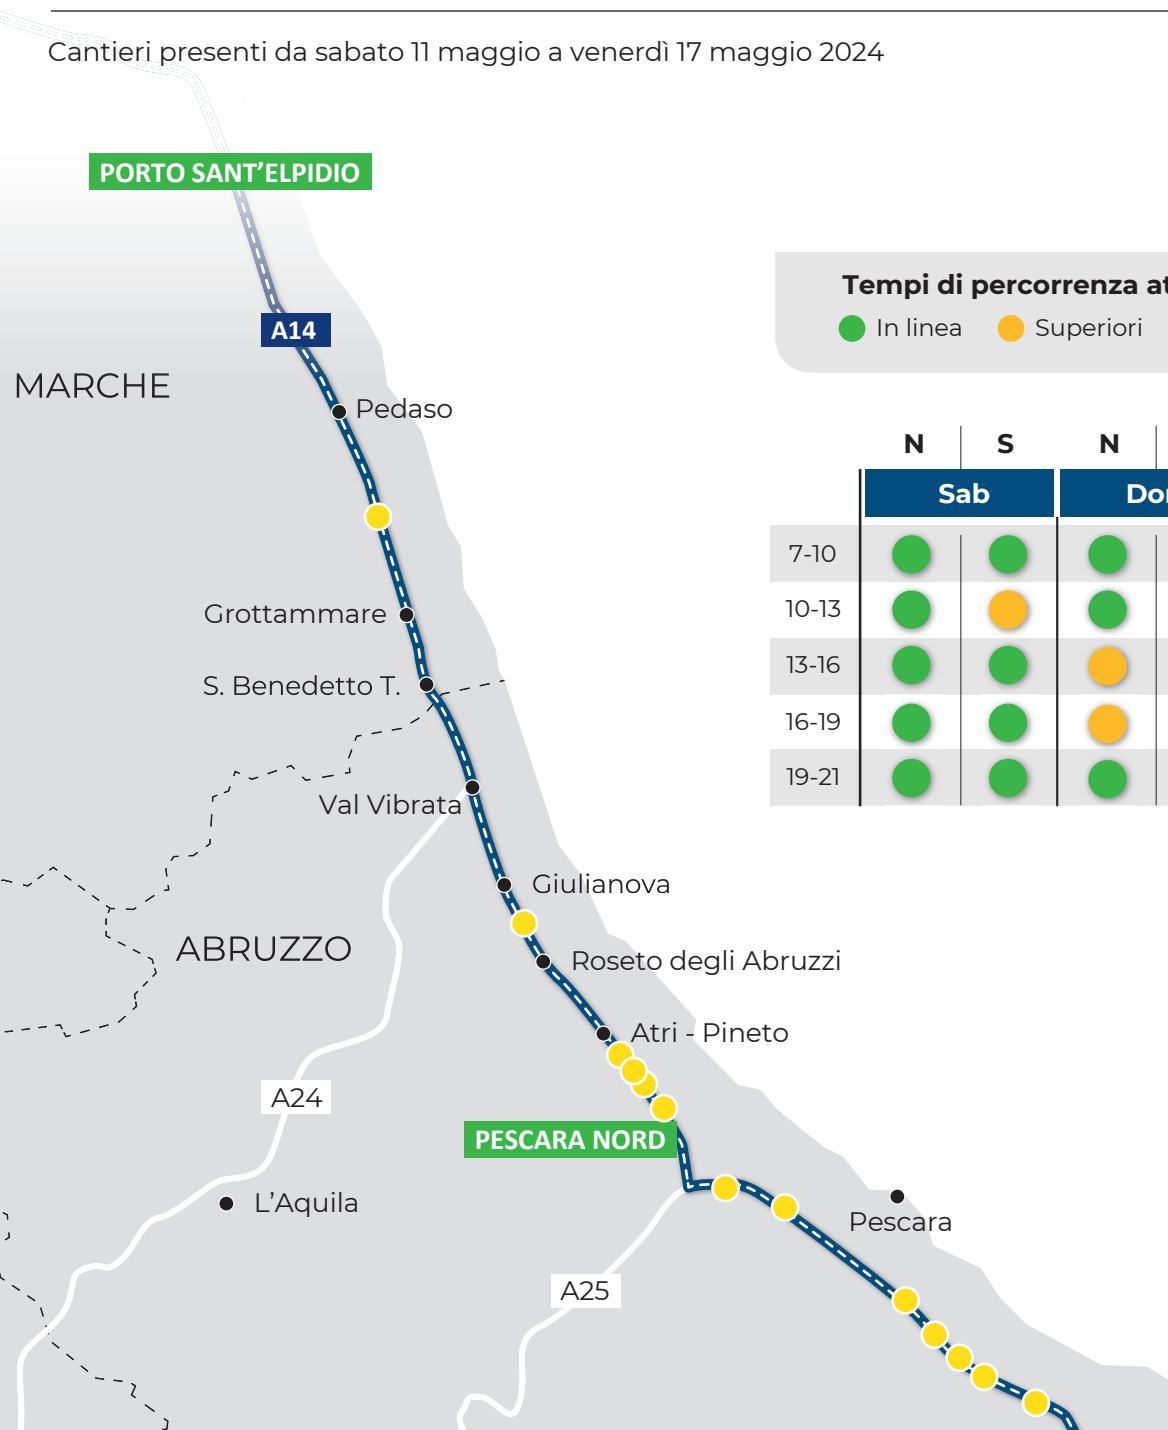 Cantieri presenti da sabato 11 maggio a venerdì 17 maggio 2024
PORTO SANT'ELPIDIO
Tempi di percorrenza
In linea
Superiori
A14
MARCHE
Pedaso
N S N
Sab
7-10
10-13
13-16
16-19
19-21
Grottammare
S. Benedetto T.
Val Vibrata
Giulianova
ABRUZZO
Roseto degli Abruzzi
Atri - Pineto
A24
PESCARA NORD
L'Aquila
Pescara
A25